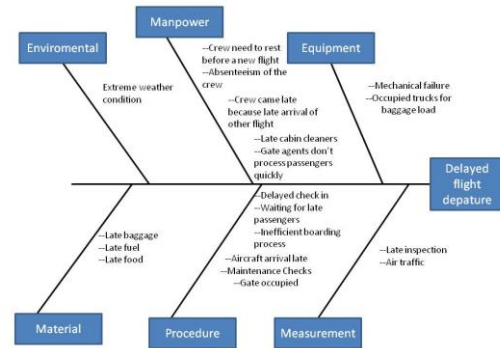 Manpower
Enviromental
Equipment
--Crew need to rest
before a new flight
--Absenteeism of the
crew
Extreme weather
condition
--Mechanical failure
--Occupied trucks for
baggage load
--Crew came late
because late arrival of
other flight
--Late cabin cleaners
--Gate agents don't
process passengers
quickly
Delayed
flight
depature
--Delayed check in
--Waiting for late
passengers
--Inefficient boarding
process
--Late baggage
--Late fuel
--Late food
--Aircraft arrival late
--Maintenance Checks
--Gate occupied
--Late inspection
--Air traffic
Material
Procedure
Measurement